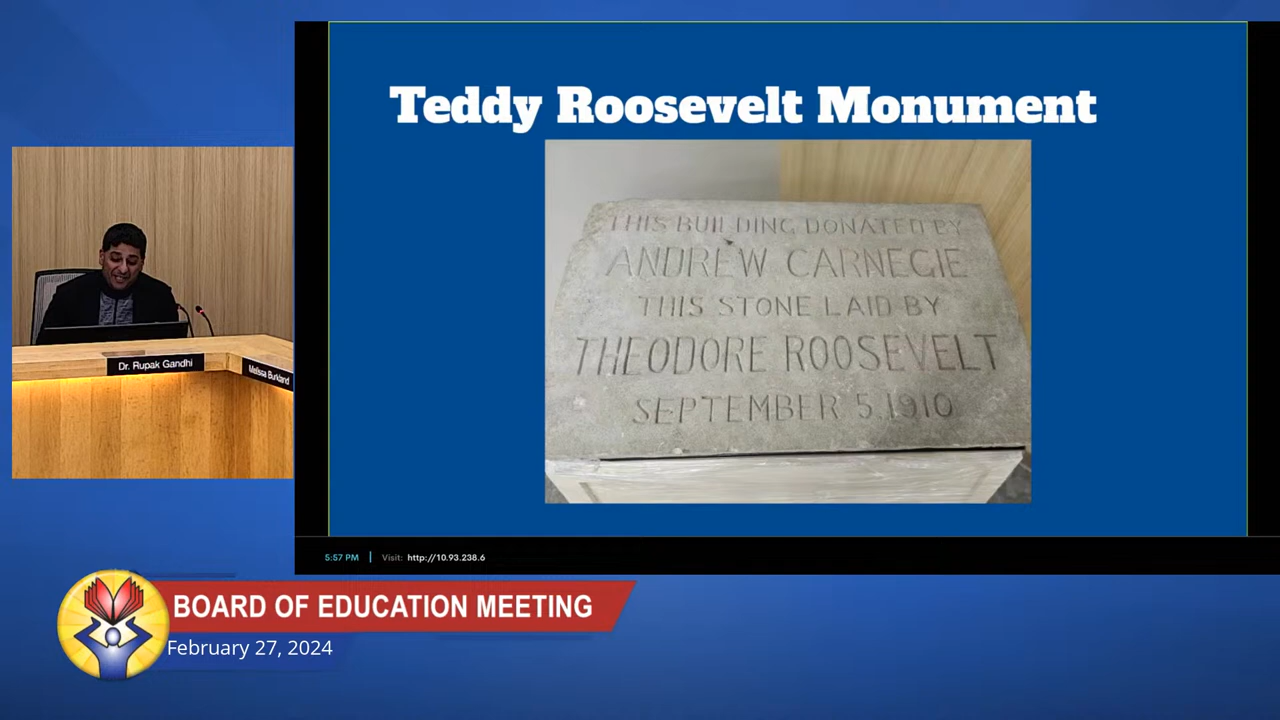 Teddy Roosevelt Monument
THIS BUILDING DONATED BY
ANDREW CARNEGIE
THIS STONE LAID BY
THEODORE ROOSEVELT
SEPTEMBER 5 1910
Dr. Rupak Gandhi
Melissa Burkland
5:57 PM | Visit: http://10.93.238.6
BOARD OF EDUCATION MEETING
February 27, 2024